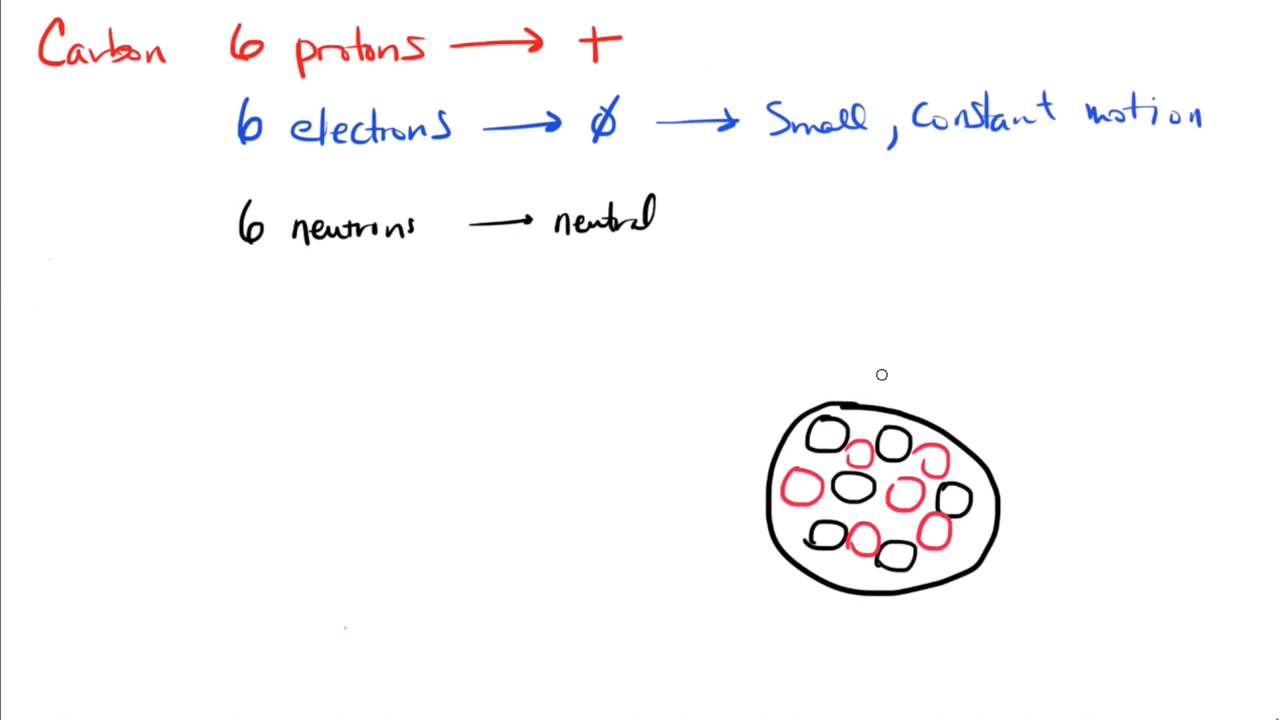 Carbon 6 protons → +
6 electrons → ϕ → Small, constant motion
6 neutrons → neutral